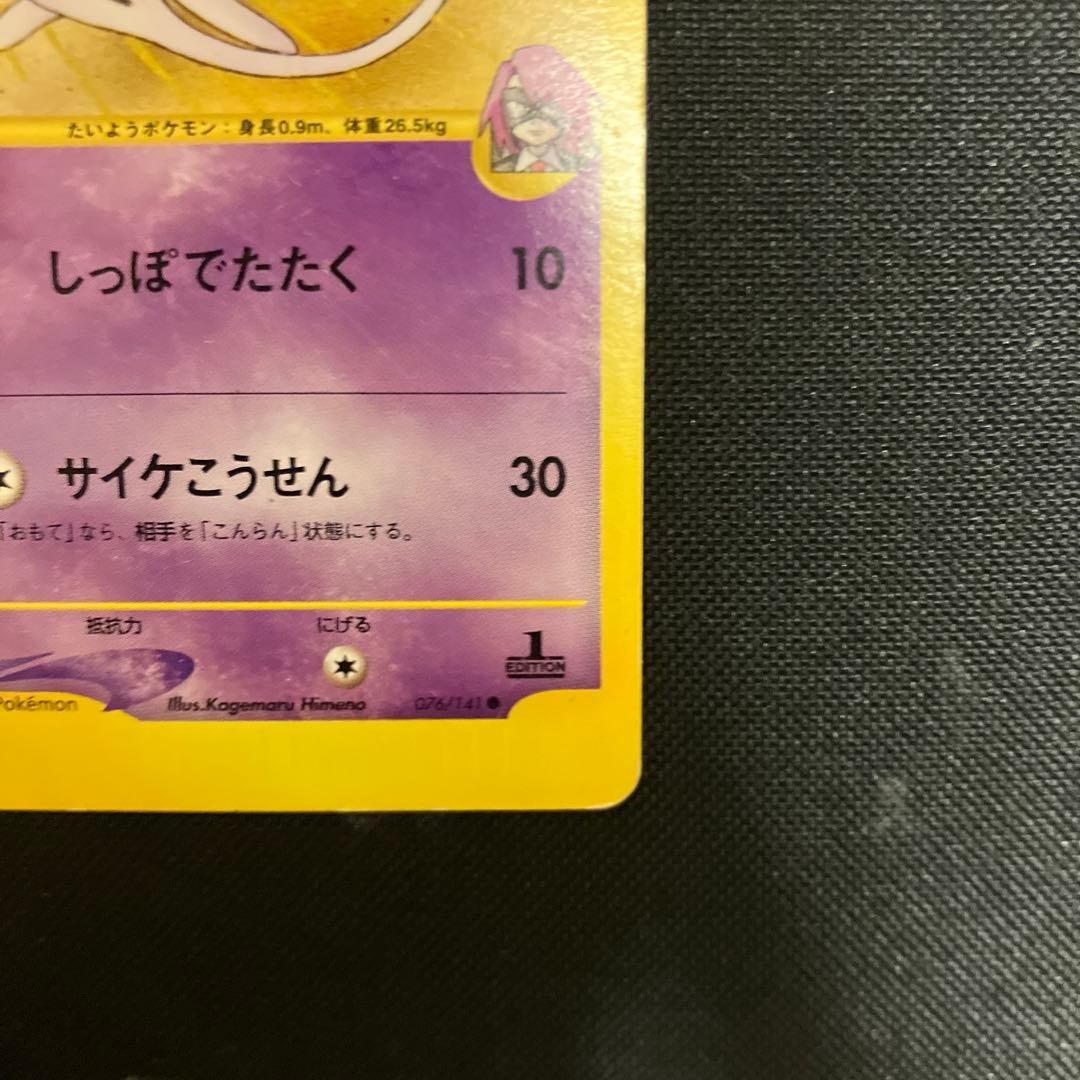 たいようポケモン：身長0.9m、体重26.5kg
しっぽでたたく 10
サイケこうせん 30
「おもて」なら、相手を「こんらん」状態にする。
抵抗力 にげる
1
EDITION
Pokémon Illus.Kagemaru Himeno 076/141●